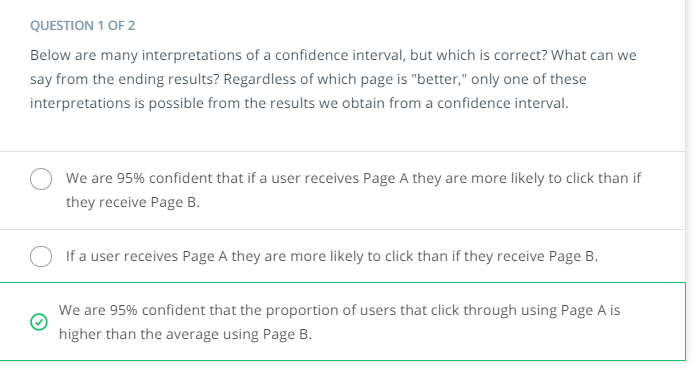 QUESTION 1 OF 2
Below are many interpretations of a confidence interval, but which is correct? What can we
say from the ending results? Regardless of which page is "better," only one of these
interpretations is possible from the results we obtain from a confidence interval.
We are 95% confident that if a user receives Page A they are more likely to click than if
they receive Page B.
If a user receives Page A they are more likely to click than if they receive Page B.
We are 95% confident that the proportion of users that click through using Page A is
higher than the average using Page B.